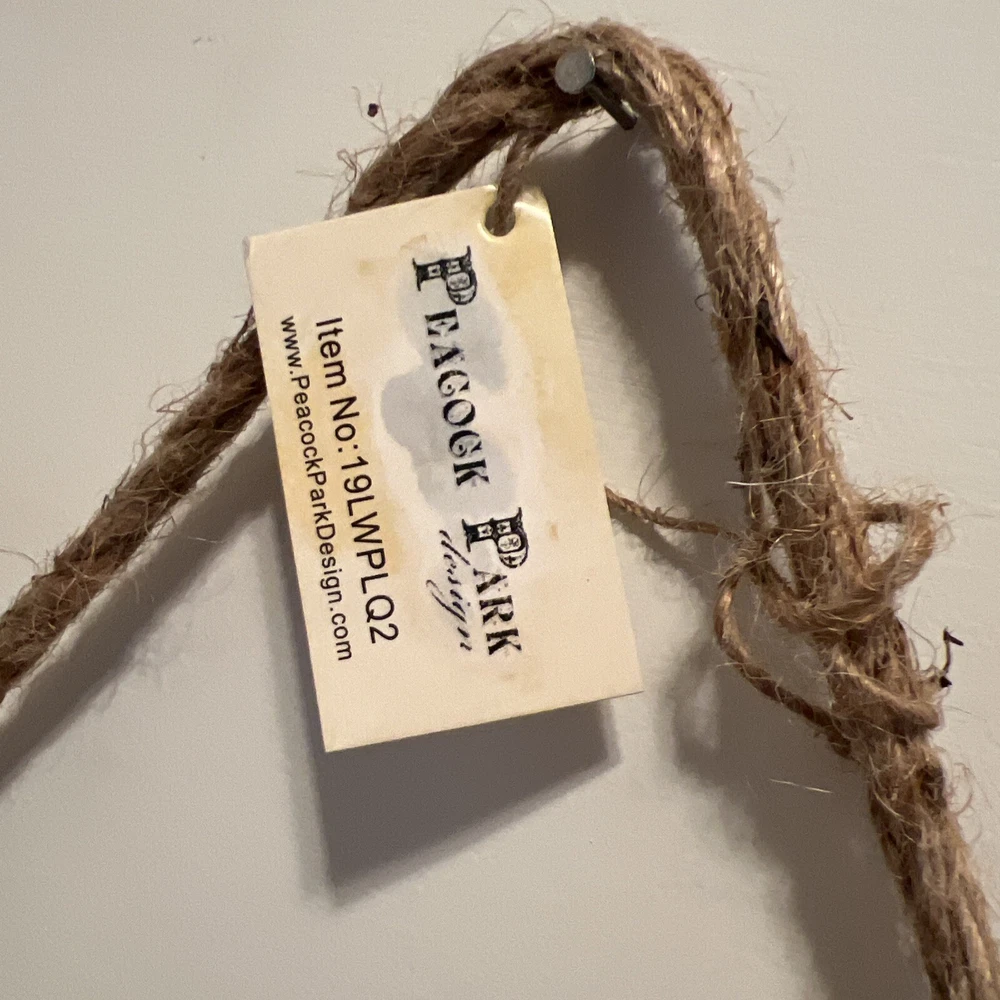 PEACOCK PARK
design
Item No:19LWPLQ2
www.PeacockParkDesign.com